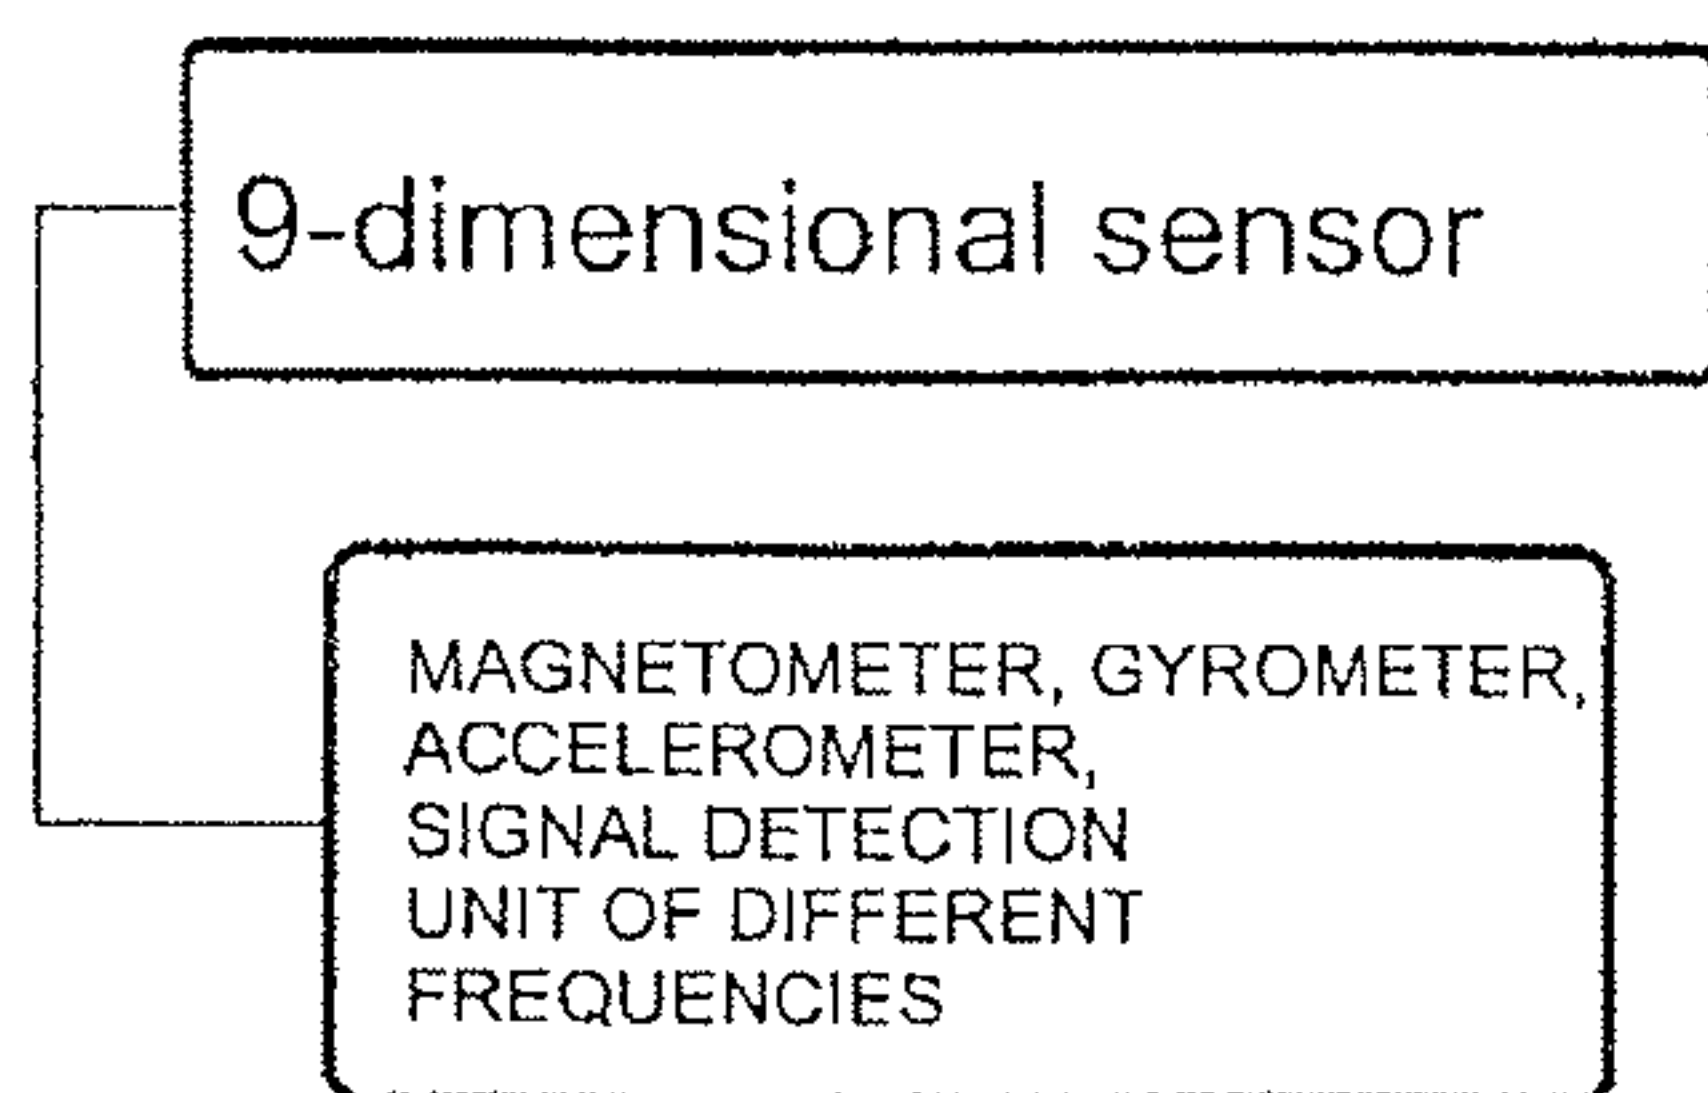 9-dimensional sensor
MAGNETOMETER, GYROMETER,
ACCELEROMETER,
SIGNAL DETECTION
UNIT OF DIFFERENT
FREQUENCIES